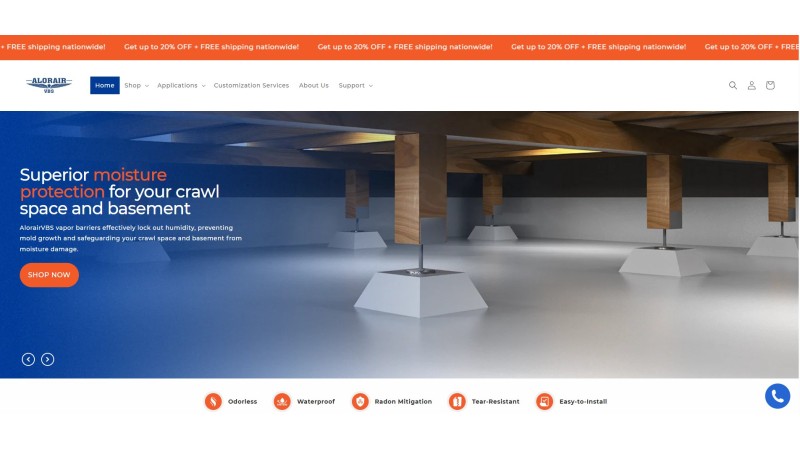 + FREE shipping nationwide! Get up to 20% OFF + FREE shipping nationwide! Get up to 20% OFF + FREE shipping nationwide! Get up to 20% OFF + FREE shipping nationwide! Get up to 20% OFF + FREE
ALORAIR
VBS
Home Shop Applications Customization Services About Us Support
Superior moisture
protection for your crawl
space and basement
AlorairVBS vapor barriers effectively lock out humidity, preventing
mold growth and safeguarding your crawl space and basement from
moisture damage.
SHOP NOW
Odorless Waterproof Radon Mitigation Tear-Resistant Easy-to-Install